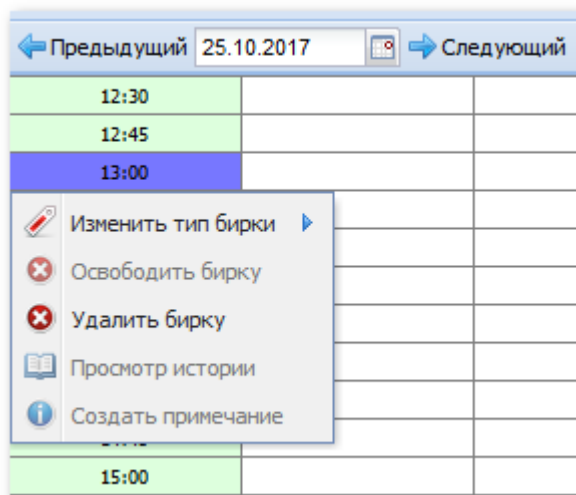 Предыдущий 25.10.2017 Следующий
12:30
12:45
13:00
Изменить тип бирки
Освободить бирку
Удалить бирку
Просмотр истории
Создать примечание
15:00